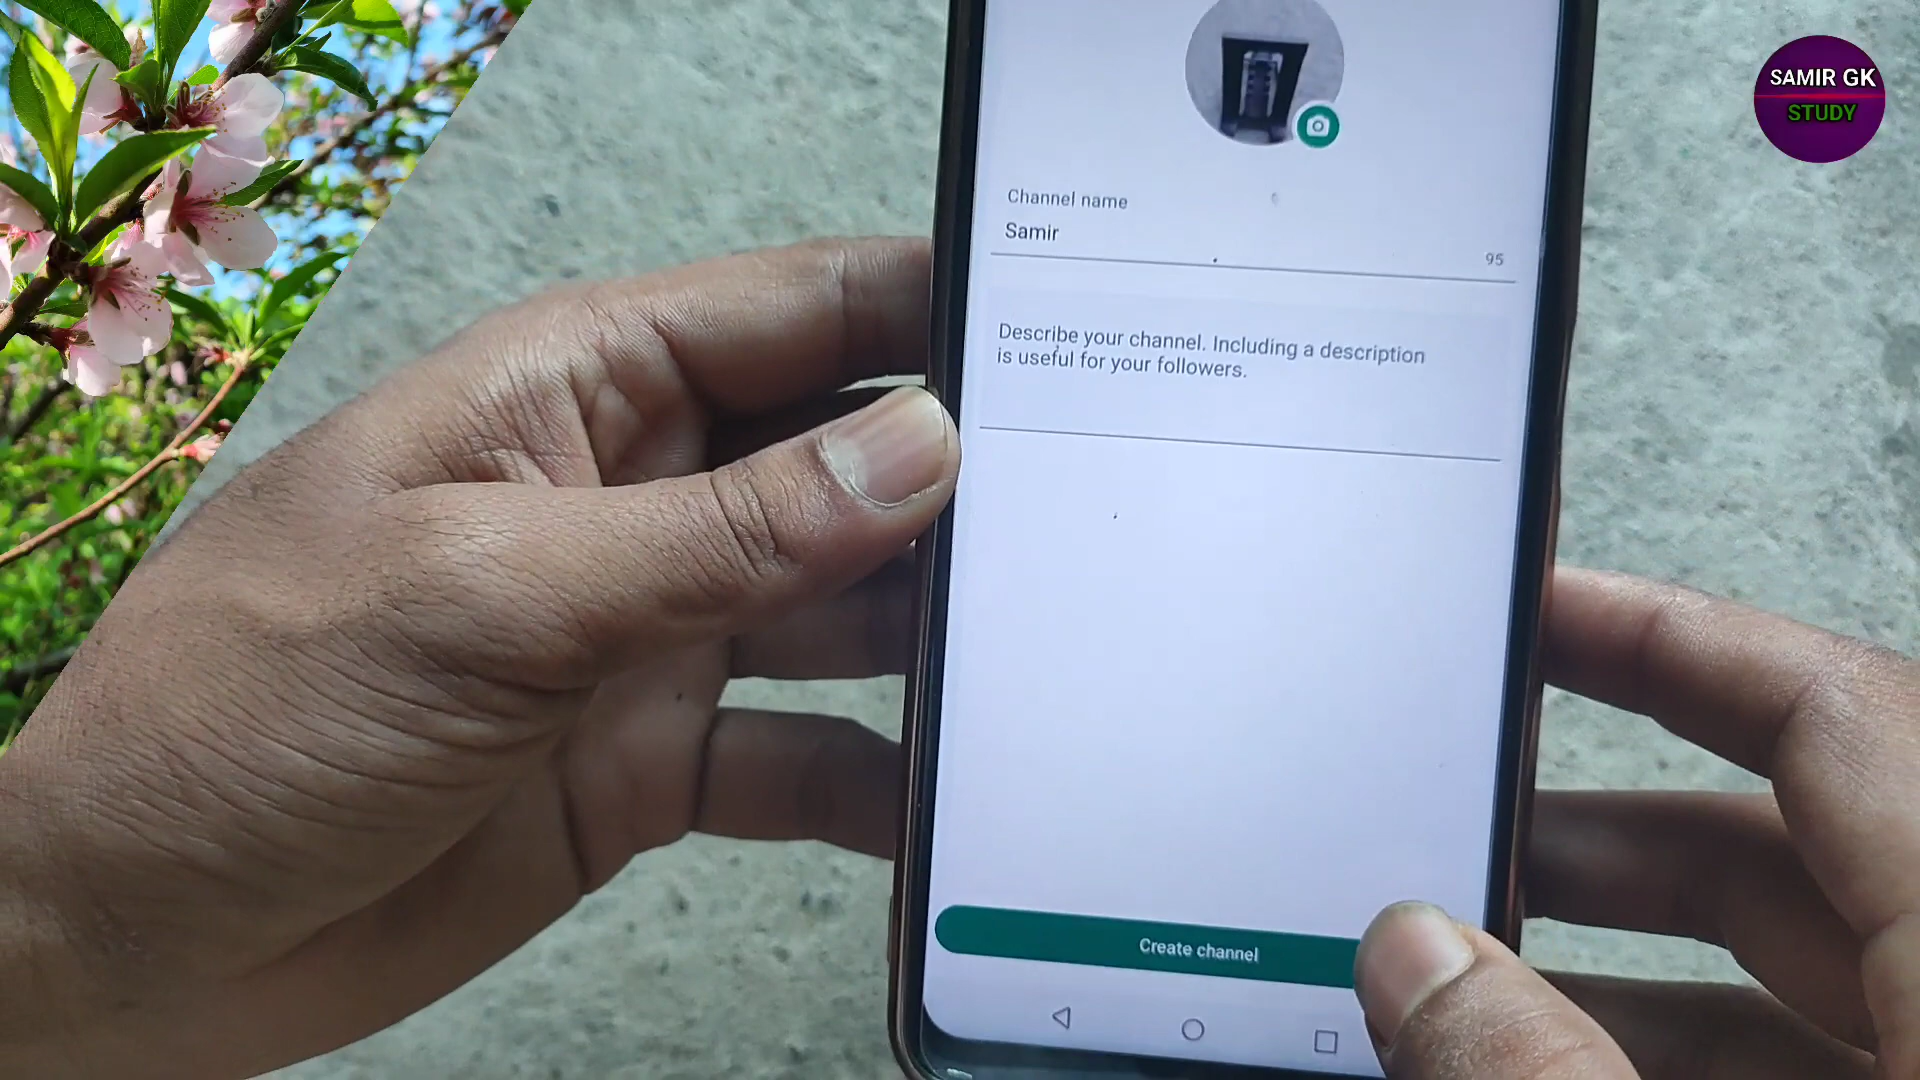 SAMIR GK
STUDY
Channel name
Samir
95
Describe your channel. Including a description
is useful for your followers.
Create channel